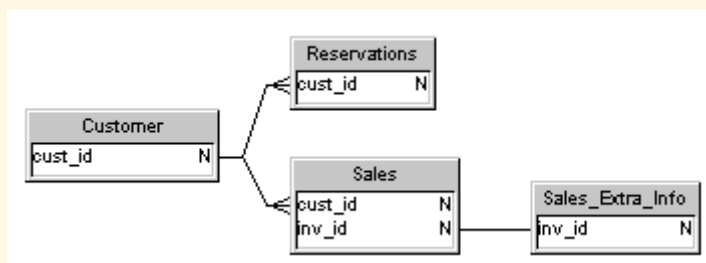 Reservations
cust_id N
Customer
cust_id N
Sales
cust_id N
inv_id N
Sales_Extra_Info
inv_id N